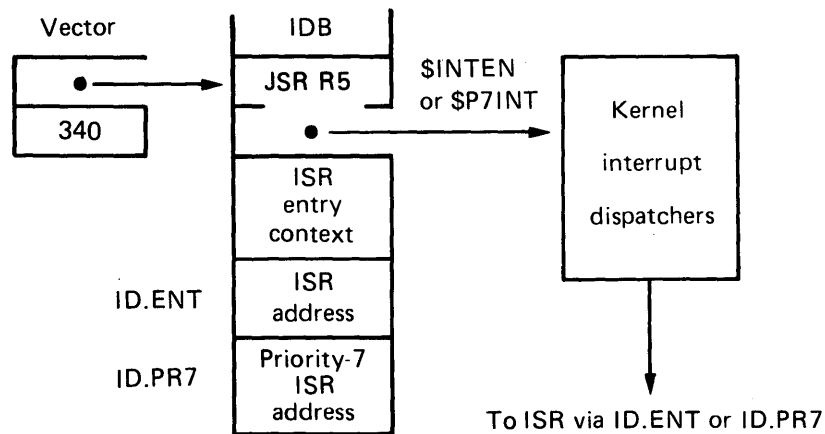 Vector
340
IDB
JSR R5
$INTEN
or $P7INT
Kernel
interrupt
dispatchers
ISR
entry
context
ID.ENT
ISR
address
ID.PR7
Priority-7
ISR
address
To ISR via ID.ENT or ID.PR7